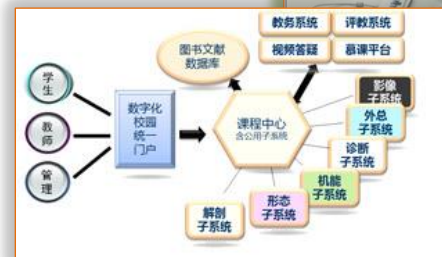 教务系统
评教系统
图书文献
数据库
视频答疑
慕课平台
学
生
教
师
管
理
数字化
校园
统一
门户
课程中心
含公用子系统
影像
子系统
外总
子系统
诊断
子系统
机能
子系统
形态
子系统
解剖
子系统